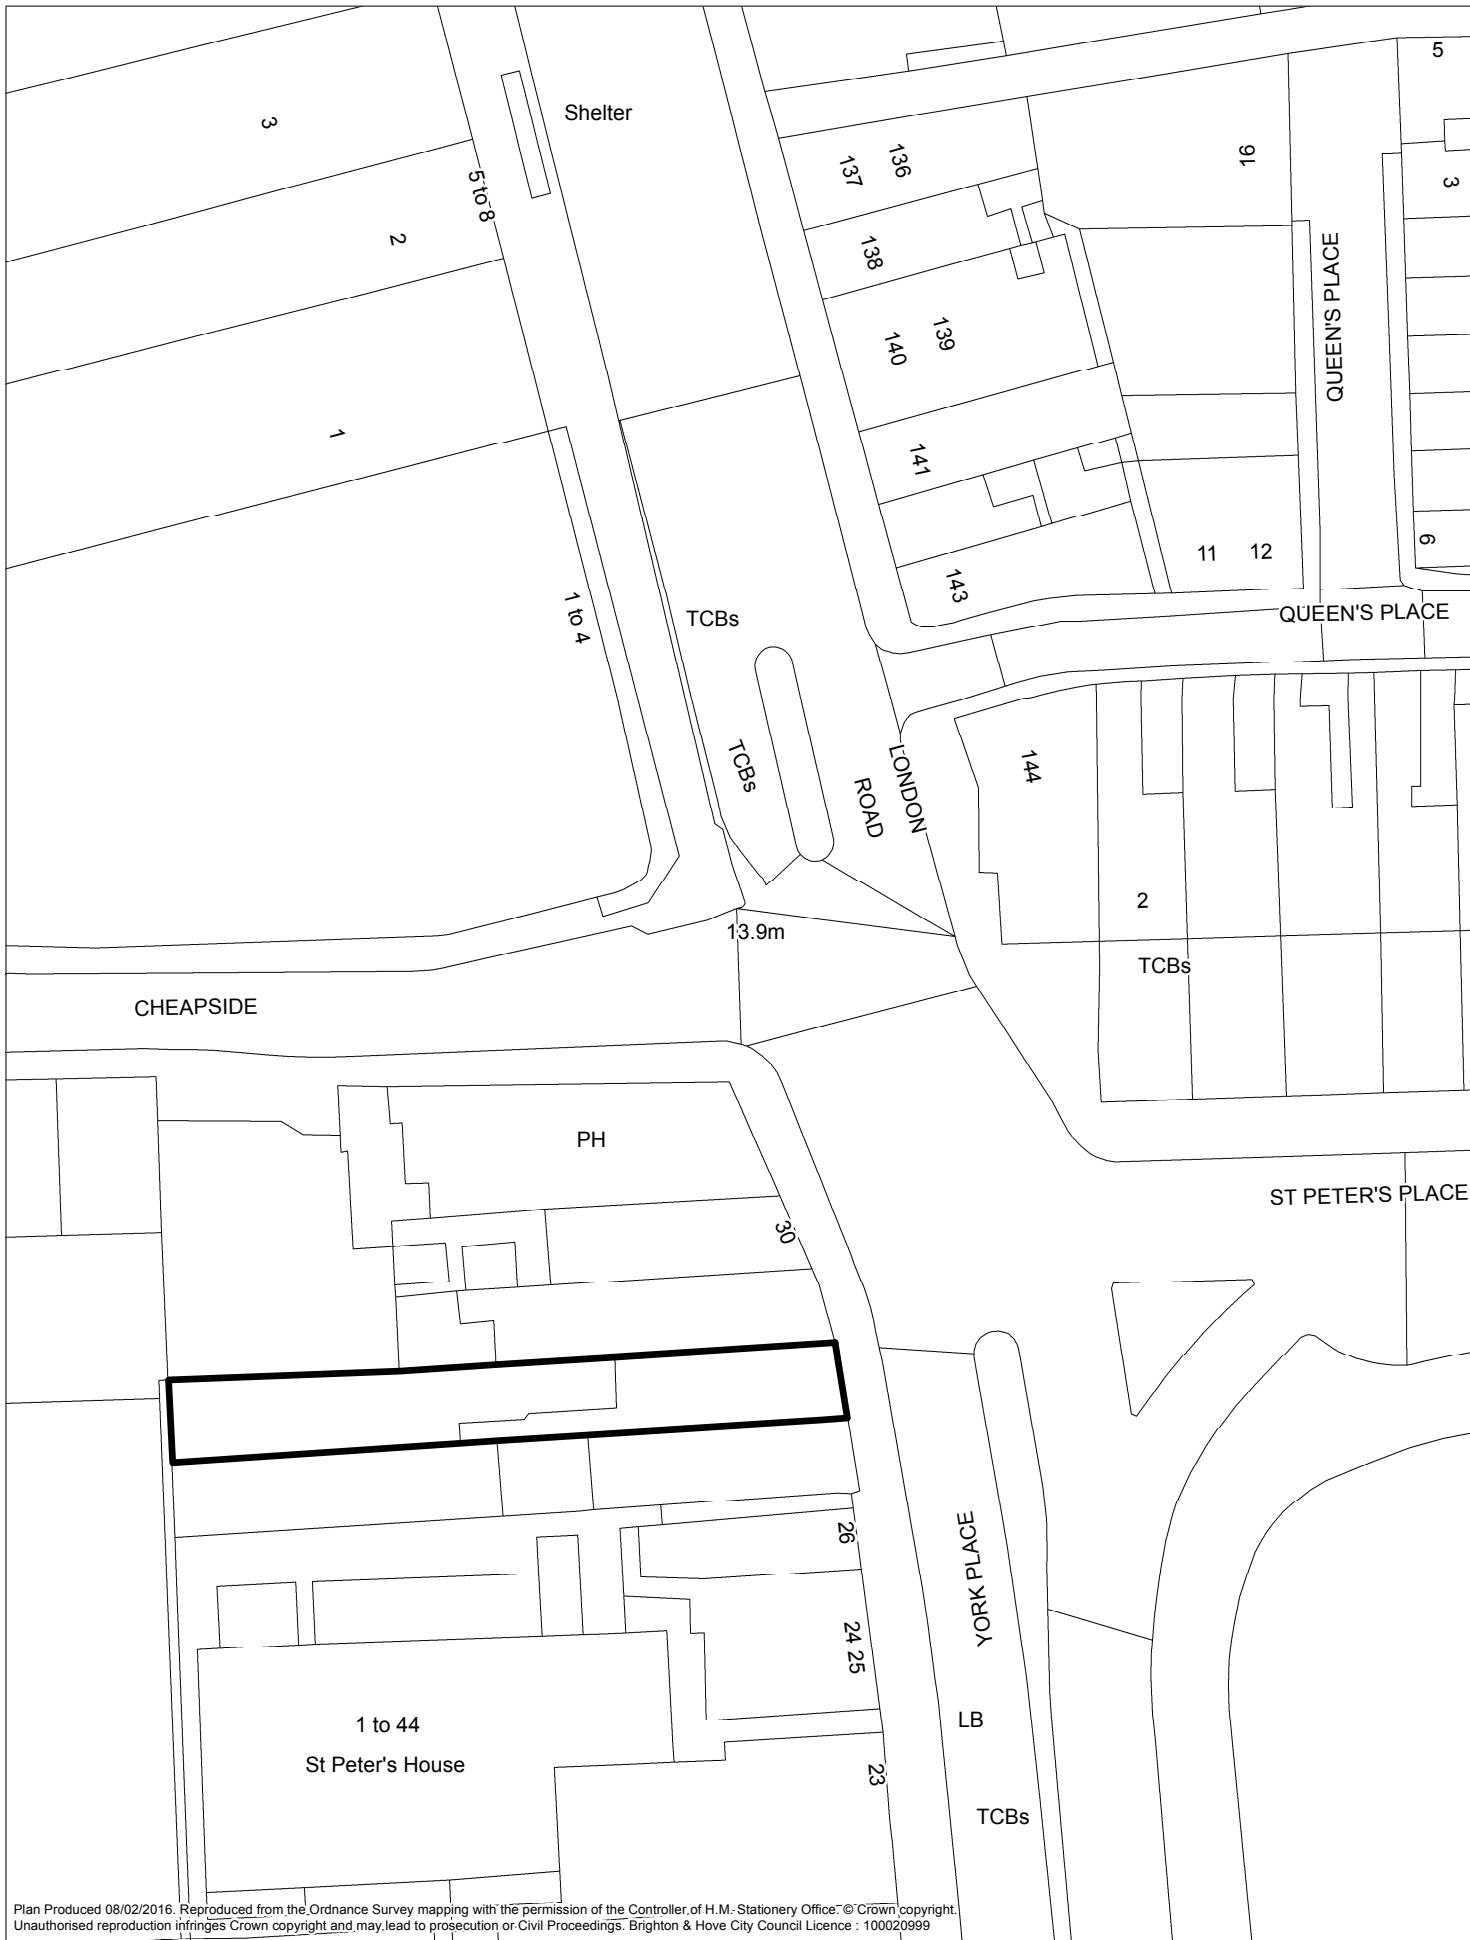 5
Shelter
3
137
136
16
3
5 to 8
2
138
QUEEN'S PLACE
140
139
1
141
6
11
12
143
1 to 4
TCBs
QUEEN'S PLACE
TCBs
LONDON
ROAD
144
2
13.9m
TCBs
CHEAPSIDE
PH
ST PETER'S PLACE
30
26
YORK PLACE
24 25
LB
1 to 44
St Peter's House
23
TCBs
Plan Produced 08/02/2016. Reproduced from the Ordnance Survey mapping with the permission of the Controller of H.M. Stationery Office. © Crown copyright.
Unauthorised reproduction infringes Crown copyright and may lead to prosecution or Civil Proceedings. Brighton & Hove City Council Licence : 100020999